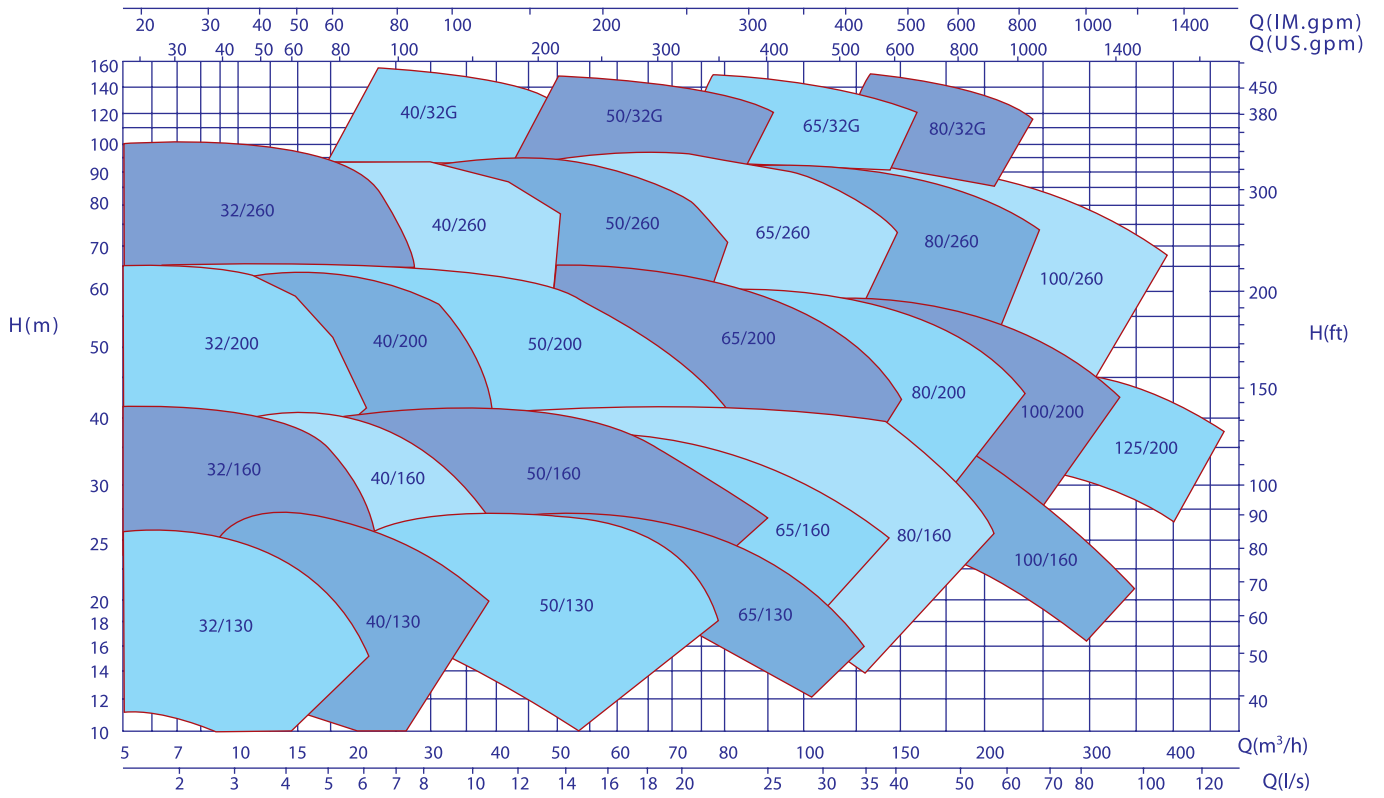 20 30 40 50 60 80 100 200 300 400 500 600 800 1000 1400 Q(IM.gpm)
30 40 50 60 80 100 200 300 400 500 600 800 1000 1400 Q(US.gpm)
160
140 450
40/32G 50/32G 65/32G 80/32G
120 380
100
90
300
80
32/260 40/260 50/260 65/260 80/260 100/260
70
60 200
H(m) H(ft)
50
32/200 40/200 50/200 65/200 80/200 100/200 125/200
150
40
32/160 40/160 50/160 65/160 80/160 100/160
30 100
90
25 80
70
20
60
18
32/130 40/130 50/130 65/130
16 50
14
12 40
10
5 7 10 15 20 30 40 50 60 70 80 100 150 200 300 400 Q(m³/h)
2 3 4 5 6 7 8 10 12 14 16 18 20 25 30 35 40 50 60 70 80 100 120 Q(l/s)